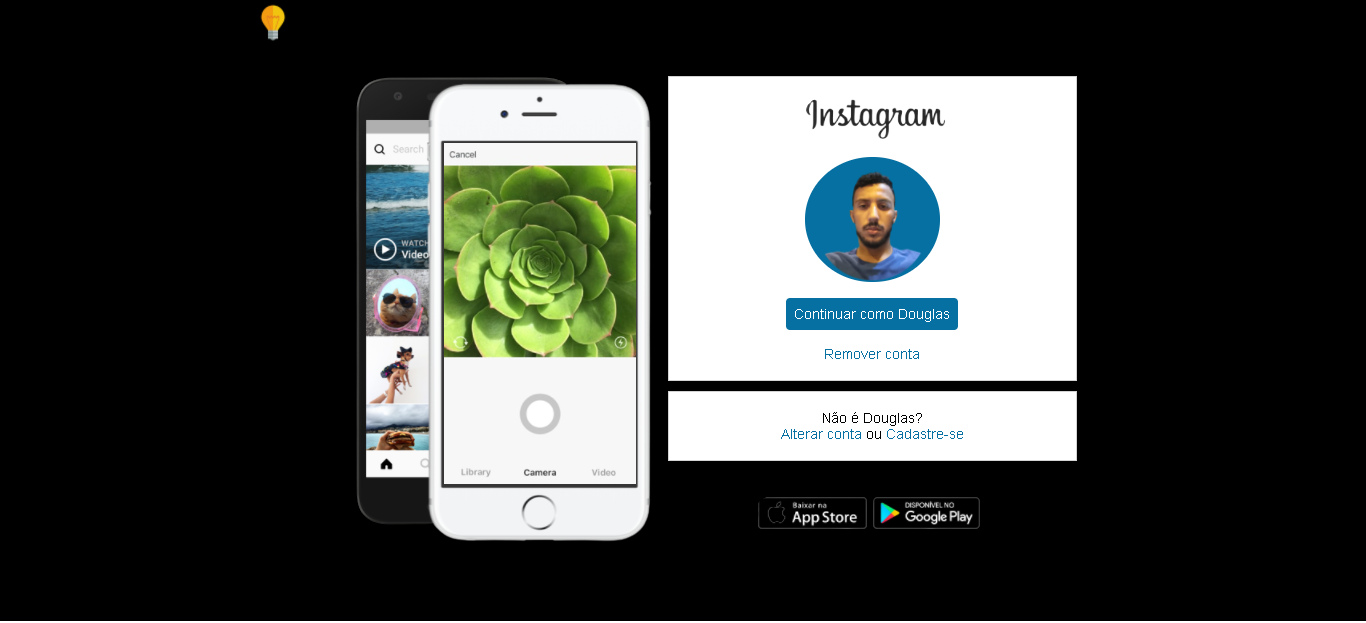 Instagram
Search
WATCH
Video
Cancel
Library Camera Video
Continuar como Douglas
Remover conta
Não é Douglas?
Alterar conta ou Cadastre-se
Baixar na
App Store
DISPONÍVEL NO
Google Play